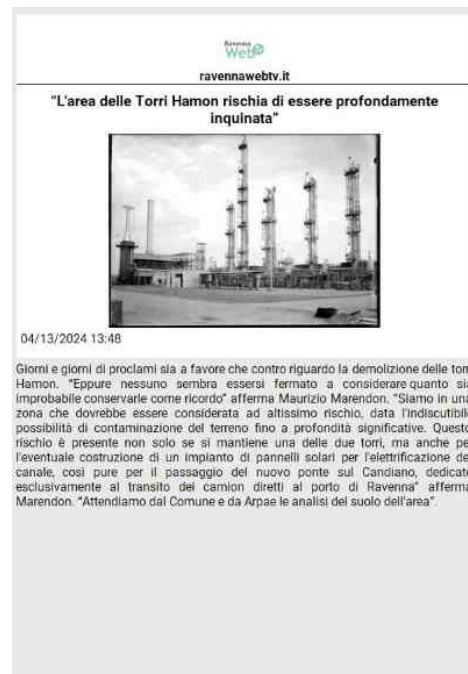 Ravenna
Web
ravennawebtv.it
"L'area delle Torri Hamon rischia di essere profondamente
inquinata"
04/13/2024 13:48
Giorni e giorni di proclami sia a favore che contro riguardo la demolizione delle torr
Hamon. "Eppure nessuno sembra essersi fermato a considerare quanto sia
improbabile conservarle come ricordo" afferma Maurizio Marendon. "Siamo in una
zona che dovrebbe essere considerata ad altissimo rischio, data l'indiscutibil
possibilità di contaminazione del terreno fino a profondità significative. Questo
rischio è presente non solo se si mantiene una delle due torri, ma anche pe
l'eventuale costruzione di un impianto di pannelli solari per l'elettrificazione de
canale, così pure per il passaggio del nuovo ponte sul Candiano, dedicat
esclusivamente al transito dei camion diretti al porto di Ravenna" afferma
Marendon. "Attendiamo dal Comune e da Arpae le analisi del suolo dell'area".